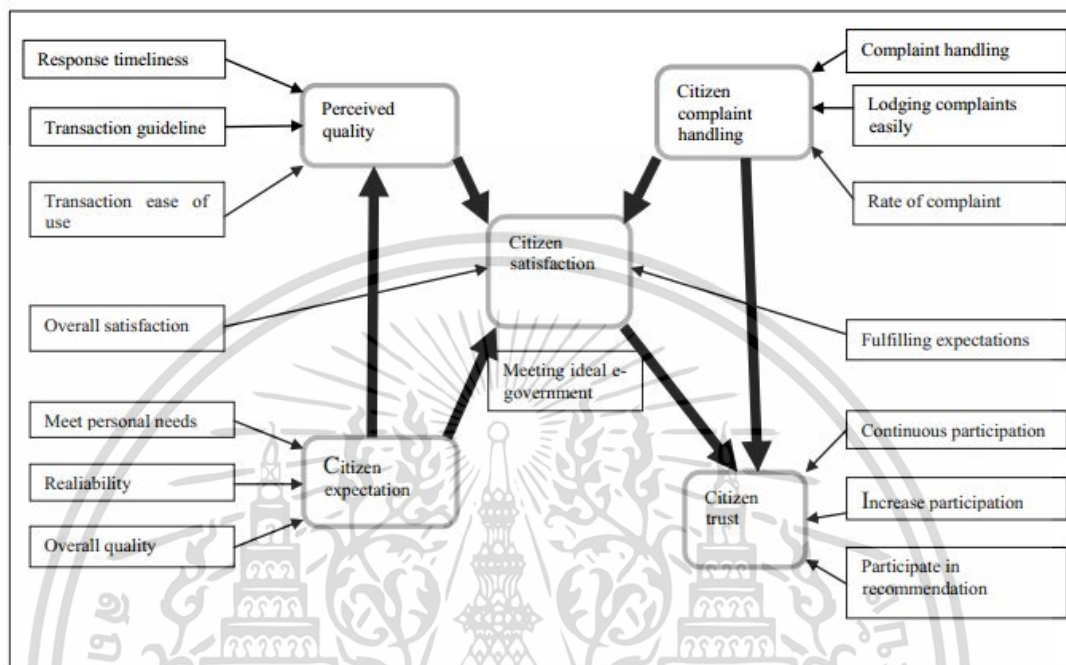 Response timeliness
Transaction guideline
Transaction ease of
use
Perceived
quality
Citizen
complaint
handling
Complaint handling
Lodging complaints
easily
Rate of complaint
Citizen
satisfaction
Overall satisfaction
Fulfilling expectations
Meeting ideal e-
government
Meet personal needs
Realiability
Overall quality
Citizen
expectation
Citizen
trust
Continuous participation
Increase participation
Participate in
recommendation